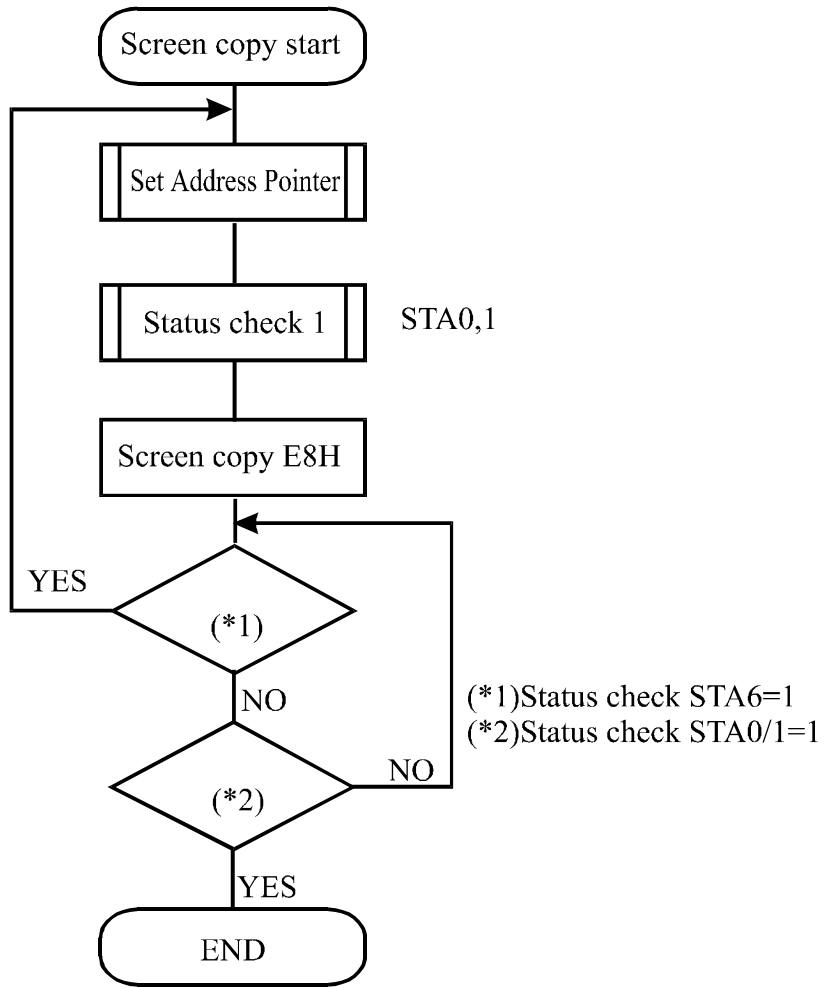 Screen copy start
Set Address Pointer
Status check 1
STA0,1
Screen copy E8H
YES
(*1)
NO
(*1)Status check STA6=1
(*2)Status check STA0/1=1
NO
(*2)
YES
END